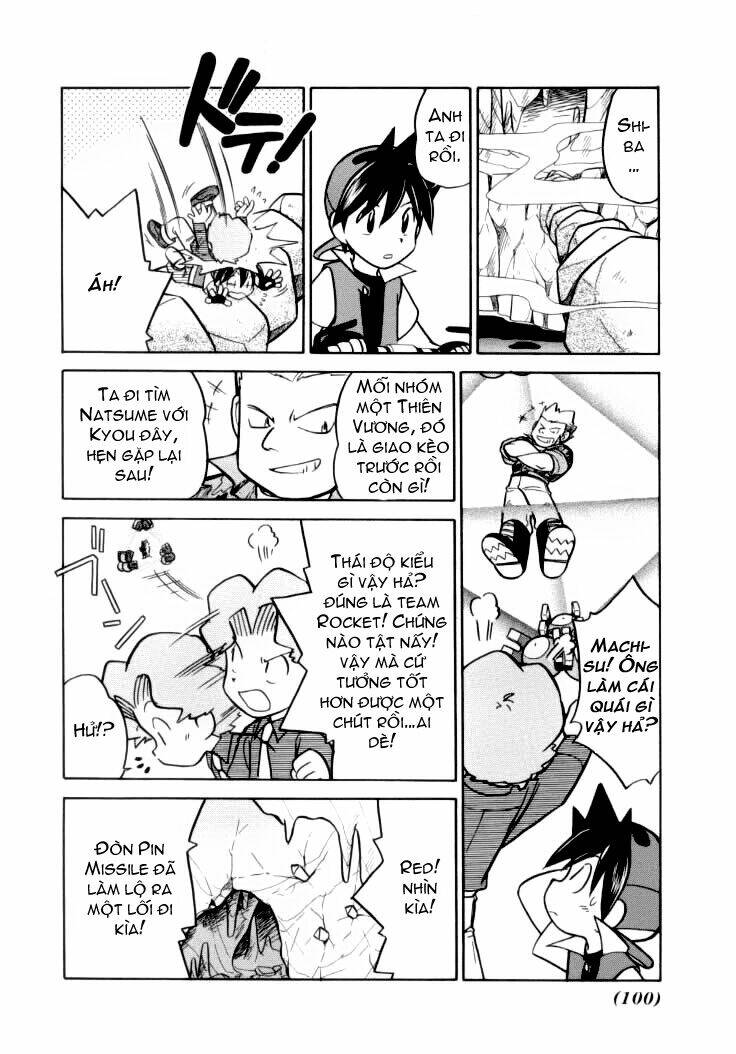 SHI-
BA
...
ANH
TA ĐI
RỒI.
ドテ!
ÁH!
MACHI-
SU! ÔNG
LÀM CÁI
QUÁI GÌ
VẬY HẢ?
MỖI NHÓM
MỘT THIÊN
VƯƠNG, ĐÓ
LÀ GIAO KÈO
TRƯỚC RỒI
CÒN GÌ!
TA ĐI TÌM
NATSUME VỚI
KYOU ĐÂY,
HẸN GẶP LẠI
SAU!
THÁI ĐỘ KIỂU
GÌ VẬY HẢ?
ĐÚNG LÀ TEAM
ROCKET! CHỨNG
NÀO TẬT NẤY!
VẬY MÀ CỨ
TƯỞNG TỐT
HƠN ĐƯỢC MỘT
CHÚT RỒI...AI
DÈ!
HỬ!?
RED!
NHÌN
KÌA!
ĐÒN PIN
MISSILE ĐÃ
LÀM LỘ RA
MỘT LỐI ĐI
KÌA!
(100)